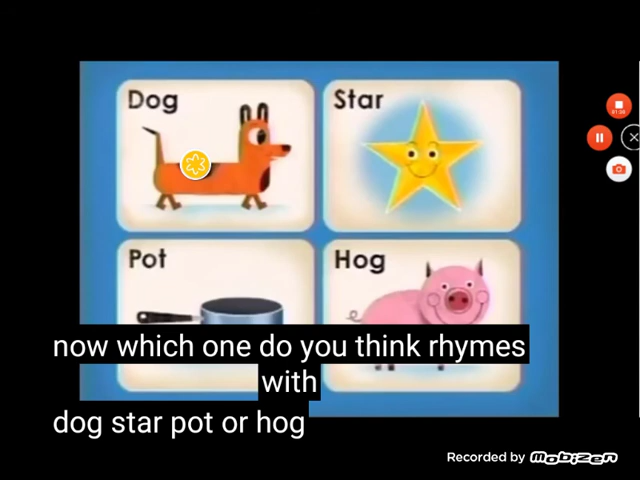 Dog
Star
Pot
Hog
now which one do you think rhymes
with
dog star pot or hog
Recorded by Mobizen